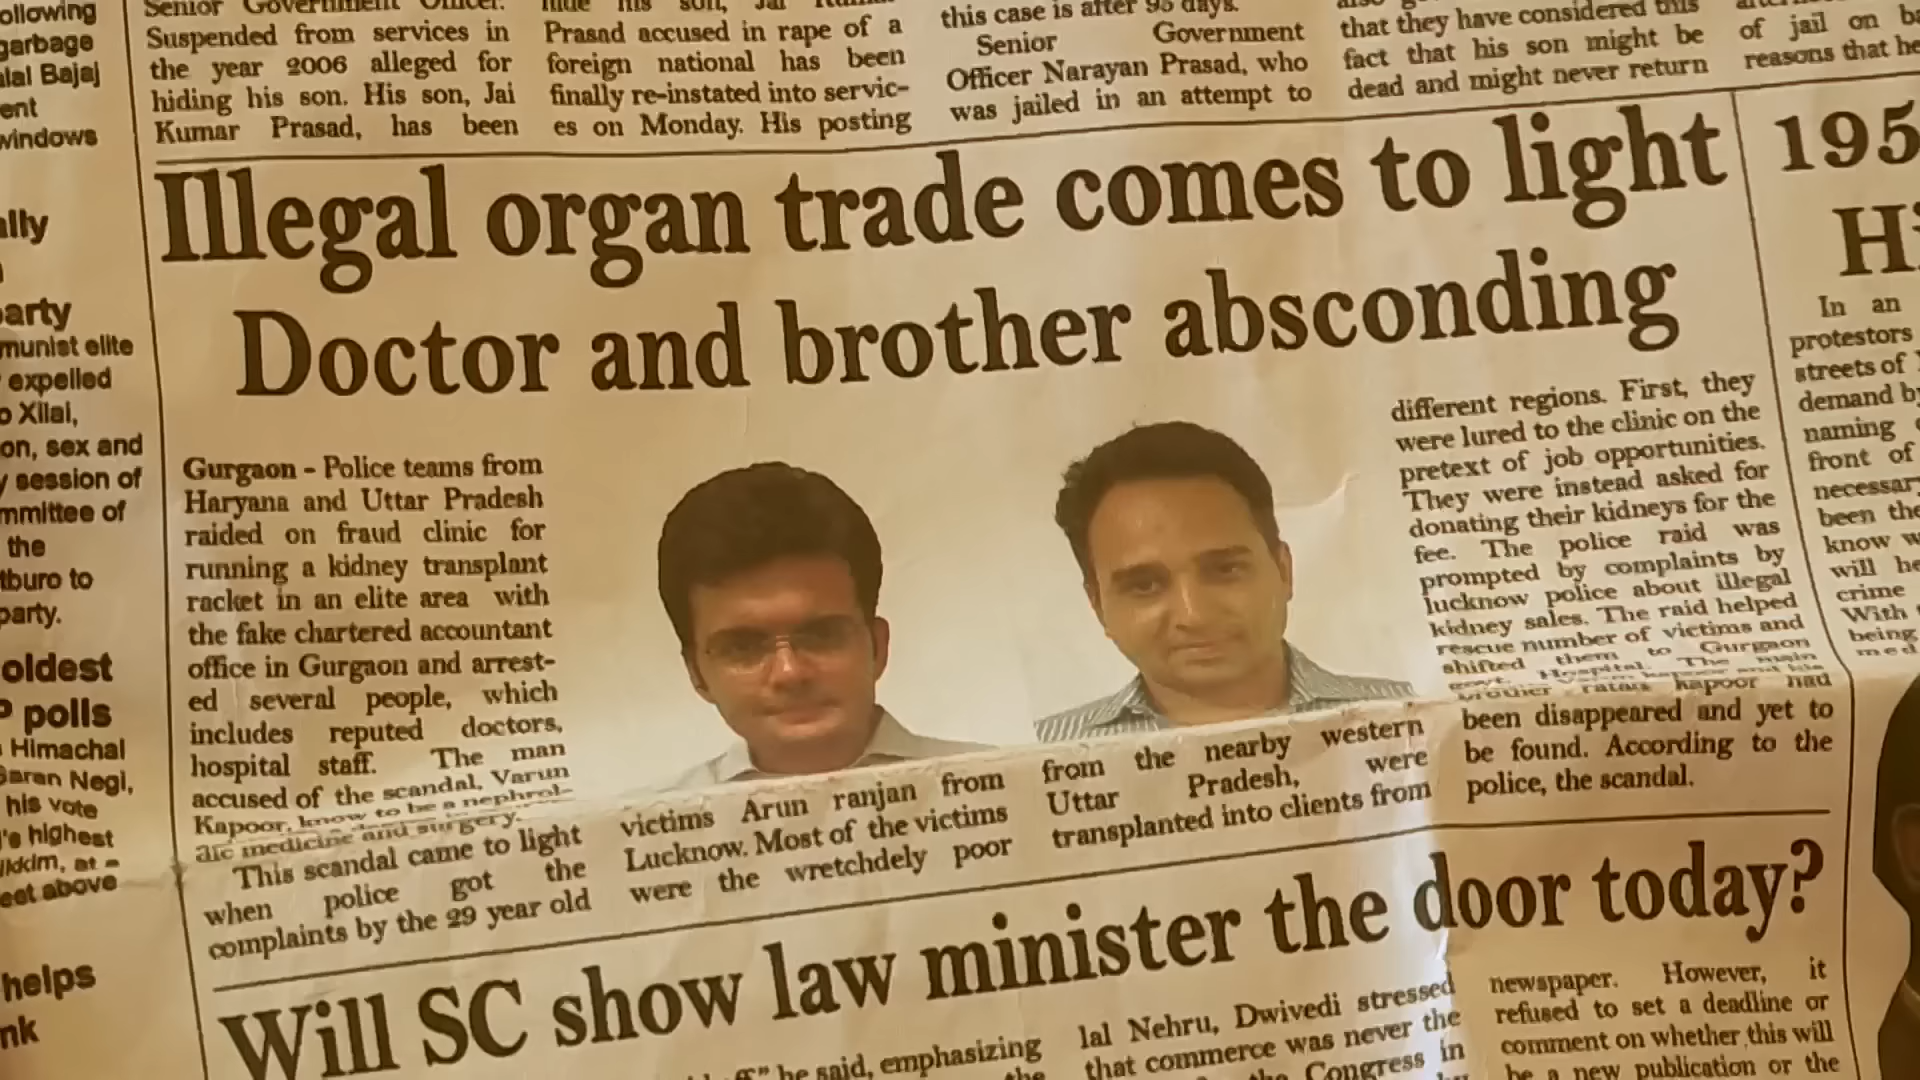 ollowing
garbage
lal Bajaj
ent
windows
ally
arty
munist elite
expelled
o Xilai,
on, sex and
session of
mmittee of
the
tburo to
party.
oldest
P polls
Himachal
Saran Negi,
his vote
's highest
ikkim, at -
eet above
helps
nk
Senior Government Officer.
Suspended from services in
the year 2006 alleged for
hiding his son. His son, Jai
Kumar Prasad, has been
hide his son, Jai Kumar
Prasad accused in rape of a
foreign national has been
finally re-instated into servic-
es on Monday. His posting
this case is after 95 days.
Senior Government
Officer Narayan Prasad, who
was jailed in an attempt to
that they have considered this
fact that his son might be
dead and might never return
of jail on ba
reasons that he
Illegal organ trade comes to light
Doctor and brother absconding
Gurgaon - Police teams from
Haryana and Uttar Pradesh
raided on fraud clinic for
running a kidney transplant
racket in an elite area with
the fake chartered accountant
office in Gurgaon and arrest-
ed several people, which
includes reputed doctors,
hospital staff. The man
accused of the scandal, Varun
Kapoor, know to be a nephrol-
medicine and surgery.
This scandal came to light
when police got the
complaints by the 29 year old
victims Arun ranjan from
Lucknow. Most of the victims
were the wretchdely poor
from the nearby western
Uttar Pradesh, were
transplanted into clients from
different regions. First, they
were lured to the clinic on the
pretext of job opportunities.
They were instead asked for
donating their kidneys for the
fee. The police raid was
prompted by complaints by
lucknow police about illegal
kidney sales. The raid helped
rescue number of victims and
shifted them to Gurgaon
govt. Hospital. The main
brother ratan kapoor had
been disappeared and yet to
be found. According to the
police, the scandal.
195
Hi
In an
protestors
streets of
demand by
naming
front of
necessary
been the
know w
will he
crime
With
being
med
Will SC show law minister the door today?
he said, emphasizing
the
lal Nehru, Dwivedi stressed
that commerce was never the
Congress in
newspaper. However, it
refused to set a deadline or
comment on whether this will
be a new publication or the